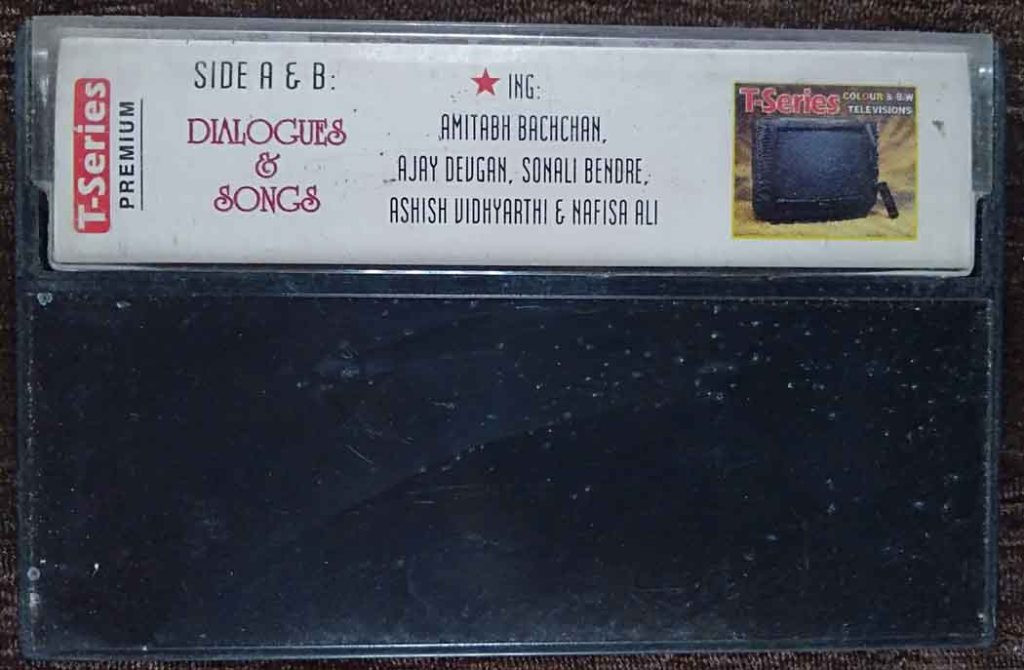 T-Series
PREMIUM
SIDE A & B:
DIALOGUES
&
SONGS
★ ING:
AMITABH BACHCHAN,
AJAY DEVGAN, SONALI BENDRE,
ASHISH VIDHYARTHI & NAFISA ALI
T-Series COLOUR & B/W
TELEVISIONS